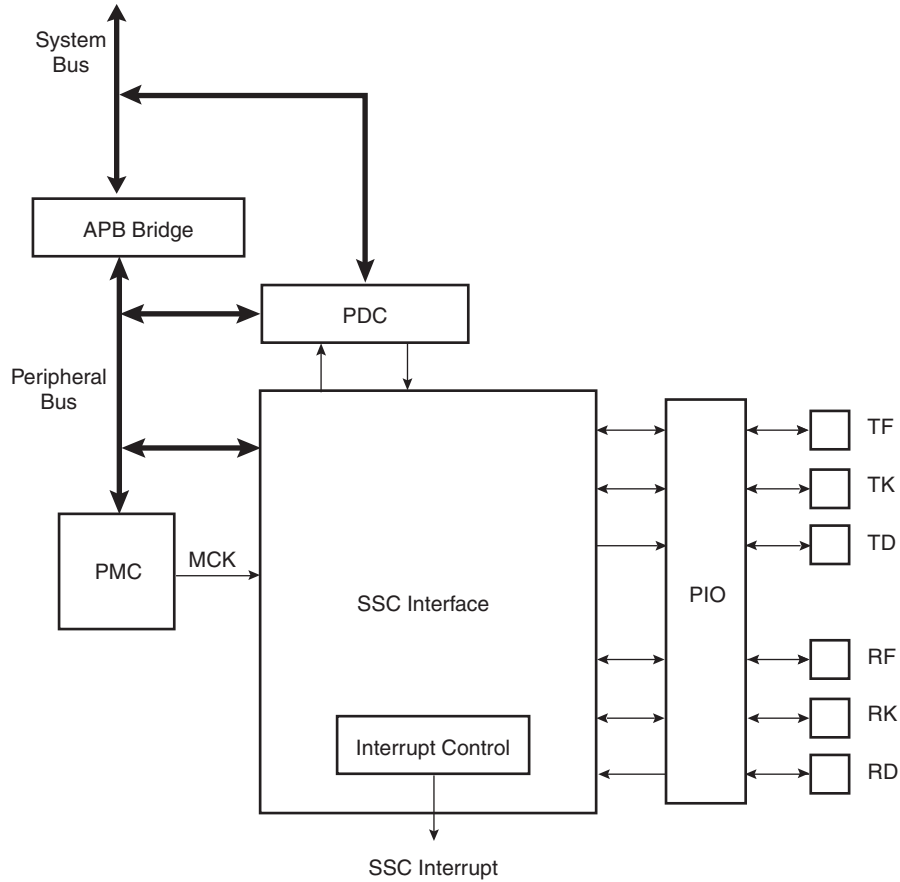 System
Bus
APB Bridge
PDC
Peripheral
Bus
TF
TK
PMC
MCK
TD
SSC Interface
PIO
RF
RK
Interrupt Control
RD
SSC Interrupt